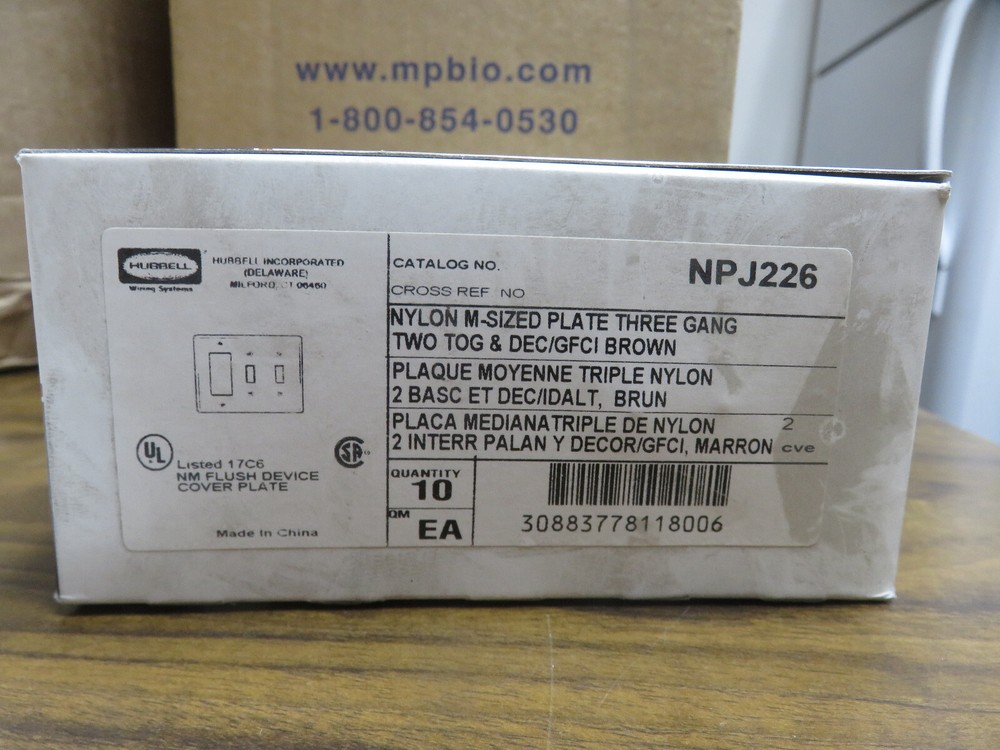 www.mpbio.com
1-800-854-0530
HUBBELL
Wiring Systems
HUBBELL INCORPORATED
(DELAWARE)
MILFORD, CT 06460
CATALOG NO.
NPJ226
CROSS REF NO
NYLON M-SIZED PLATE THREE GANG
TWO TOG & DEC/GFCI BROWN
PLAQUE MOYENNE TRIPLE NYLON
2 BASC ET DEC/IDALT, BRUN
PLACA MEDIANATRIPLE DE NYLON 2
2 INTERR PALAN Y DECOR/GFCI, MARRON cve
UL
Listed 17C6
NM FLUSH DEVICE
COVER PLATE
SA
Made In China
QUANTITY
10
QM
EA
30883778118006